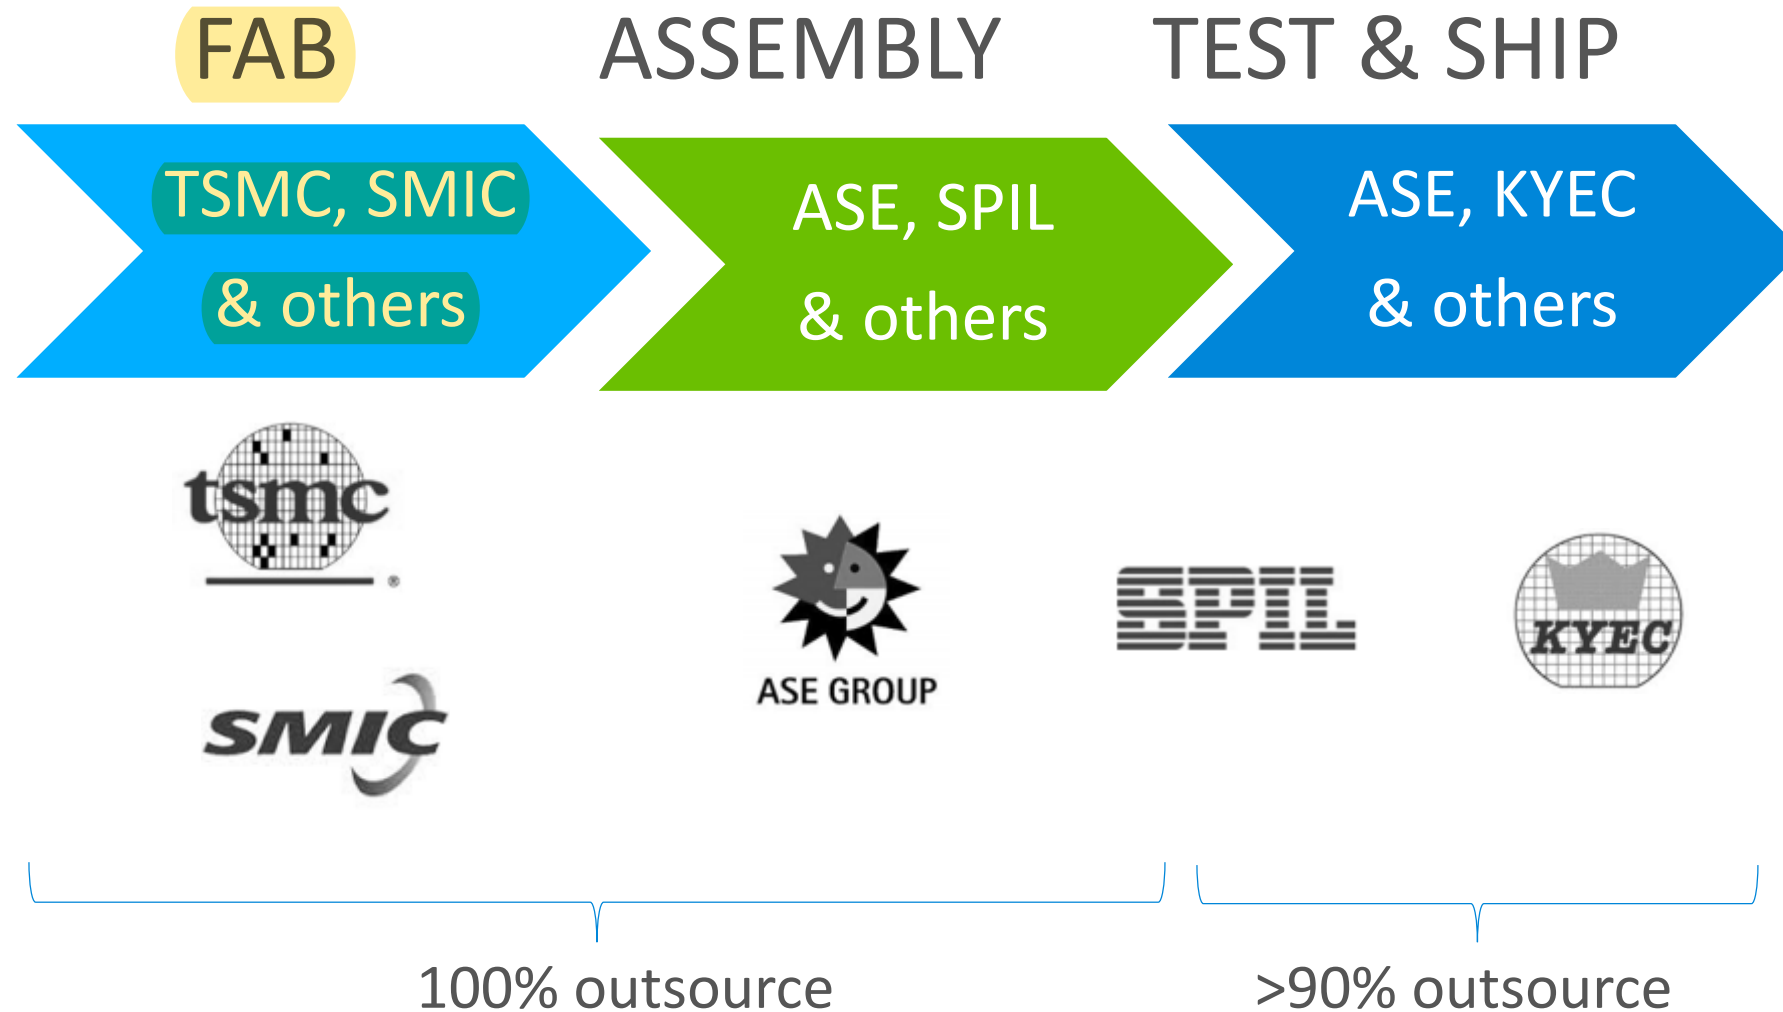 FAB
ASSEMBLY
TEST & SHIP
TSMC, SMIC
& others
ASE, SPIL
& others
ASE, KYEC
& others
tsmc
®
SMIC
ASE GROUP
SPIL
KYEC
100% outsource
>90% outsource